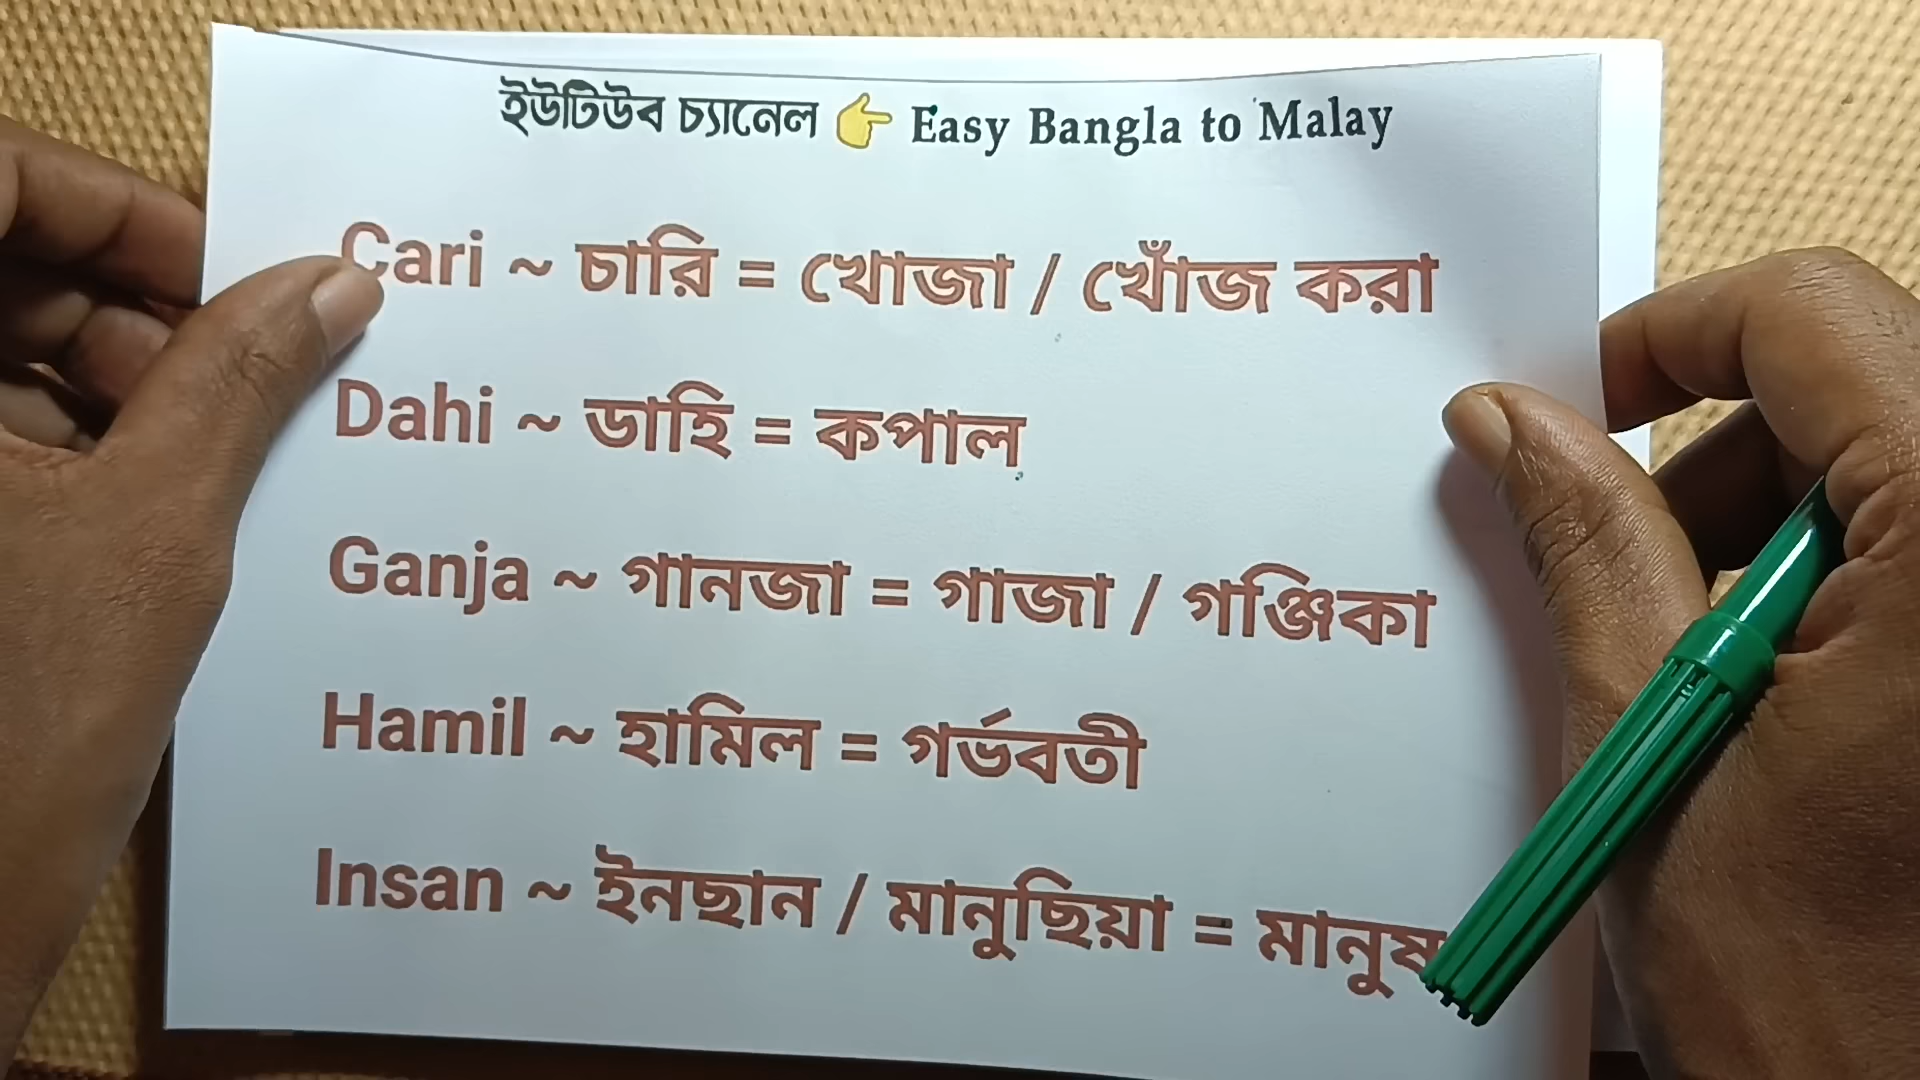 ইউটিউব চ্যানেল 👉 Easy Bangla to Malay
Cari ~ চারি = খোজা / খোঁজ করা
Dahi ~ ডাহি = কপাল
Ganja ~ গানজা = গাজা / গঞ্জিকা
Hamil ~ হামিল = গর্ভবতী
Insan ~ ইনছান / মানুছিয়া = মানুষ